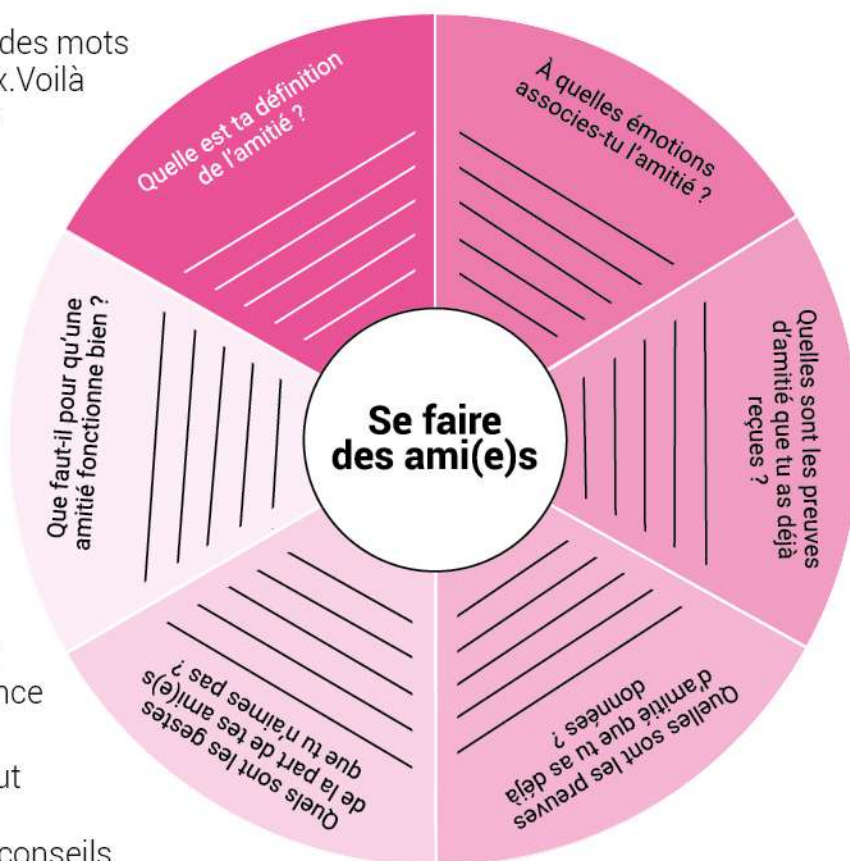 des mots
x.Voilà
Quelle est ta définition
de l'amitié ?
À quelles émotions
associes-tu l'amitié ?
Quelles sont les preuves
d'amitié que tu as déjà
reçues ?
Quelles sont les preuves
d'amitié que tu as déjà
données ?
Quels sont les gestes
de la part de tes ami(e)s
que tu n'aimes pas ?
Que faut-il pour qu'une
amitié fonctionne bien ?
Se faire
des ami(e)s
nce
ut
conseils